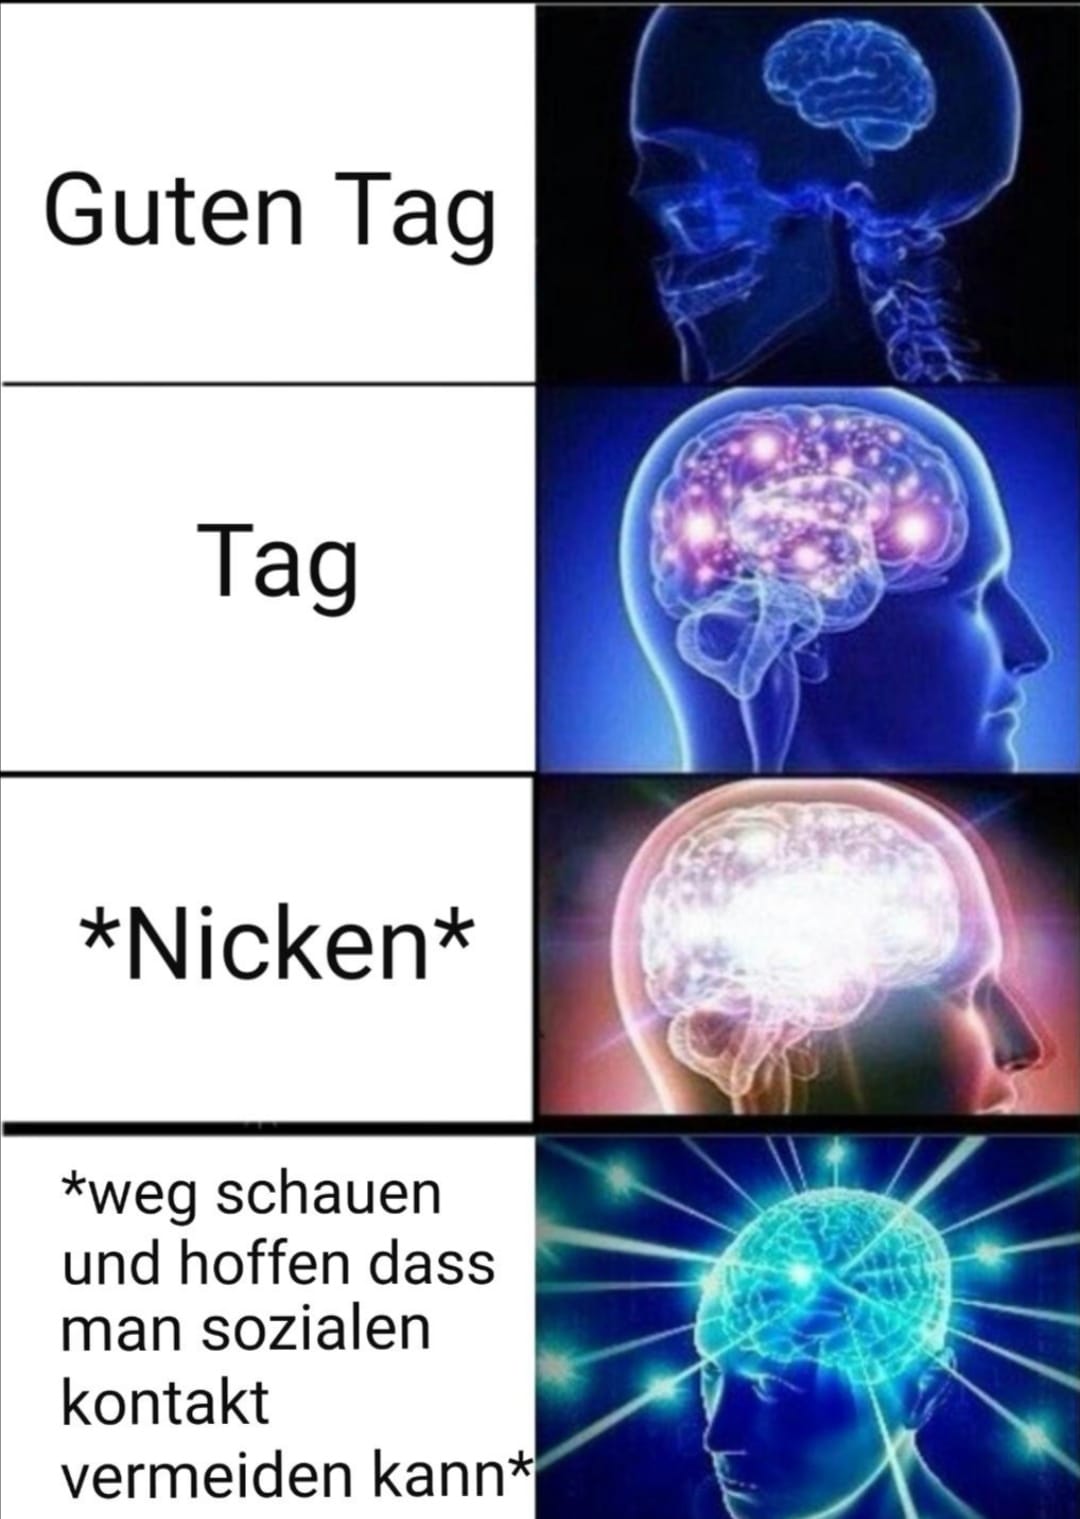 Guten Tag
Tag
*Nicken*
*weg schauen
und hoffen dass
man sozialen
kontakt
vermeiden kann*